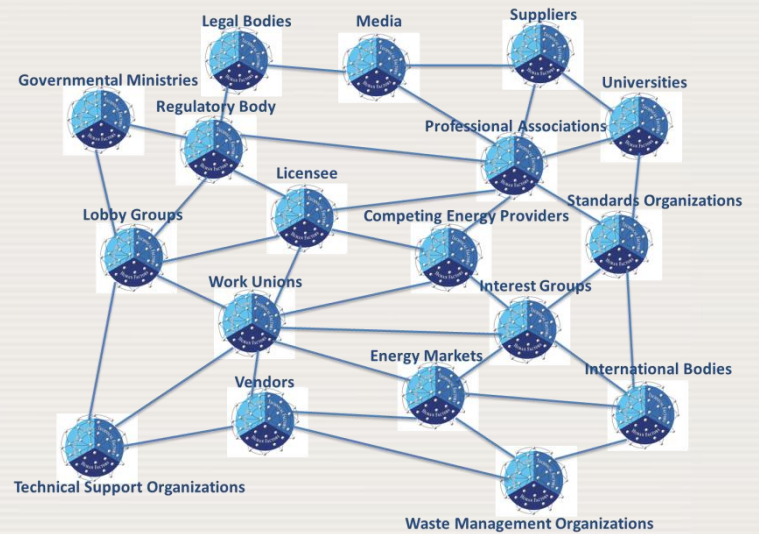 Legal Bodies
Media
Suppliers
Governmental Ministries
Universities
Regulatory Body
Professional Associations
Licensee
Lobby Groups
Competing Energy Providers
Standards Organizations
Work Unions
Interest Groups
Energy Markets
International Bodies
Vendors
Technical Support Organizations
Waste Management Organizations